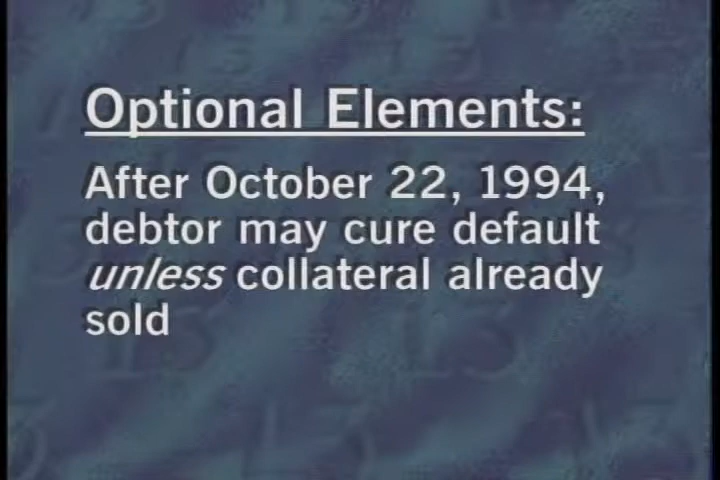 Optional Elements:
After October 22, 1994,
debtor may cure default
unless collateral already
sold